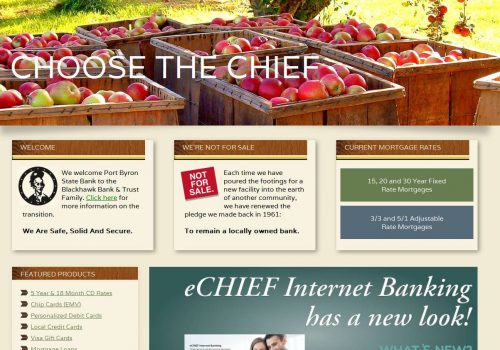 CHOOSE THE CHIEF
WELCOME
We welcome Port Byron
State Bank to the
Blackhawk Bank & Trust
Family. Click here for
more information on the
transition.
We Are Safe, Solid And Secure.
WE'RE NOT FOR SALE
NOT
FOR
SALE.
Each time we have
poured the footings for
a new facility into the earth
of another community,
we have renewed the
pledge we made back in 1961:
To remain a locally owned bank.
CURRENT MORTGAGE RATES
15, 20 and 30 Year Fixed
Rate Mortgages
3/3 and 5/1 Adjustable
Rate Mortgages
FEATURED PRODUCTS
5 Year & 18 Month CD Rates
Chip Cards (EMV)
Personalized Debit Cards
Local Credit Cards
Visa Gift Cards
Mortgage Loans
eCHIEF Internet Banking
has a new look!
WHAT'S NEW?